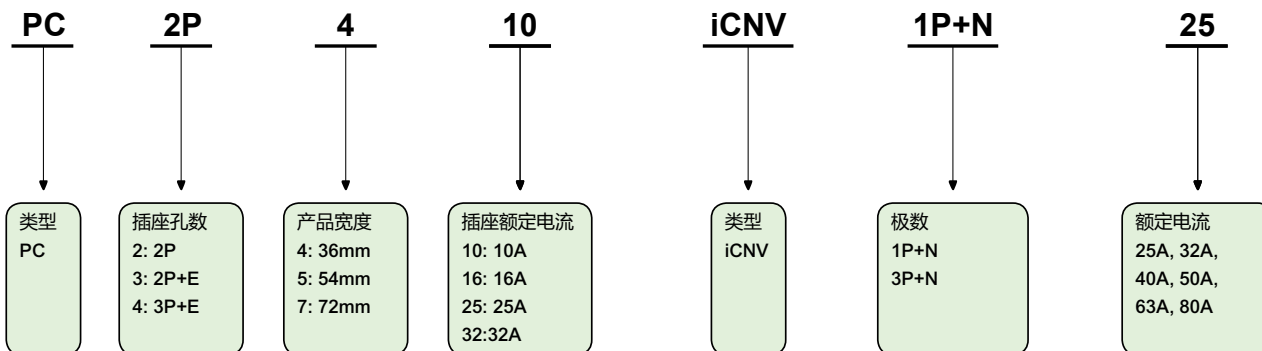 PC 2P 4 10 iCNV 1P+N 25
类型
PC
插座孔数
2: 2P
3: 2P+E
4: 3P+E
产品宽度
4: 36mm
5: 54mm
7: 72mm
插座额定电流
10: 10A
16: 16A
25: 25A
32:32A
类型
iCNV
极数
1P+N
3P+N
额定电流
25A, 32A,
40A, 50A,
63A, 80A